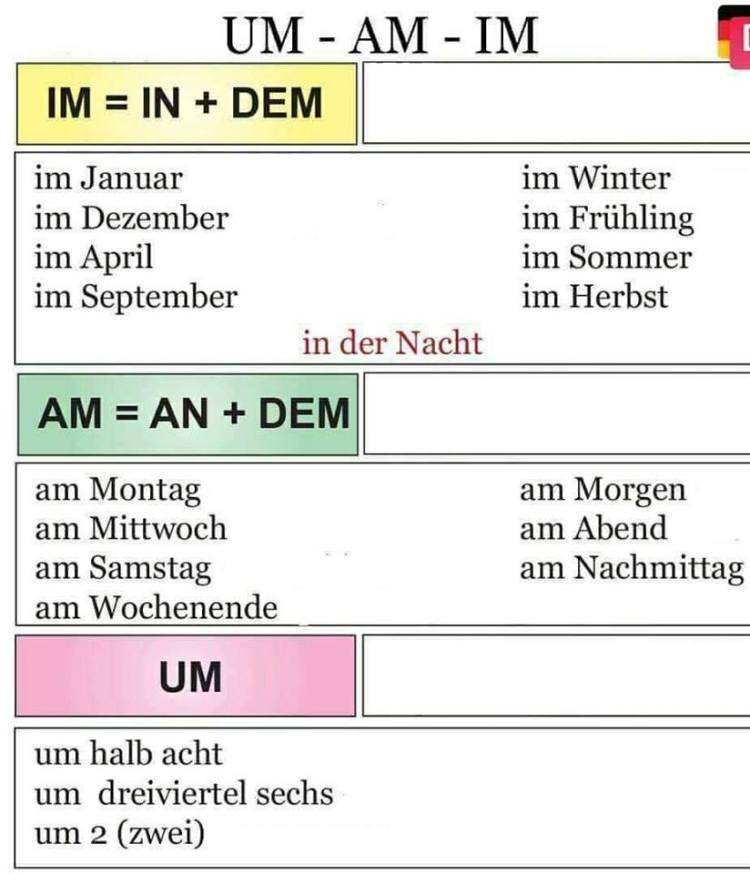 UM - AM - IM
IM = IN + DEM
im Januar
im Dezember
im April
im September
im Winter
im Frühling
im Sommer
im Herbst
in der Nacht
AM = AN + DEM
am Montag
am Mittwoch
am Samstag
am Wochenende
am Morgen
am Abend
am Nachmittag
UM
um halb acht
um dreiviertel sechs
um 2 (zwei)